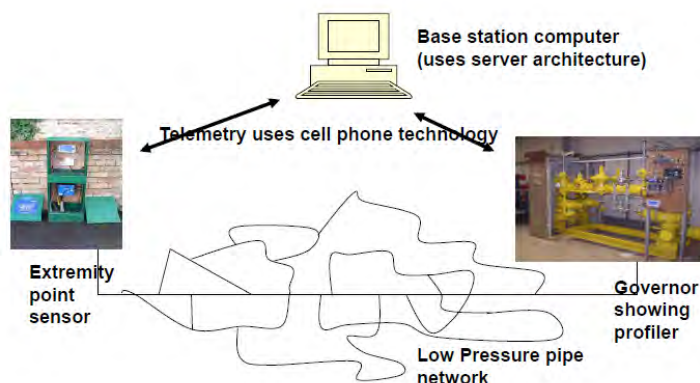 Base station computer
(uses server architecture)
Telemetry uses cell phone technology
Extremity
point
sensor
Governor
showing
profiler
Low Pressure pipe
network